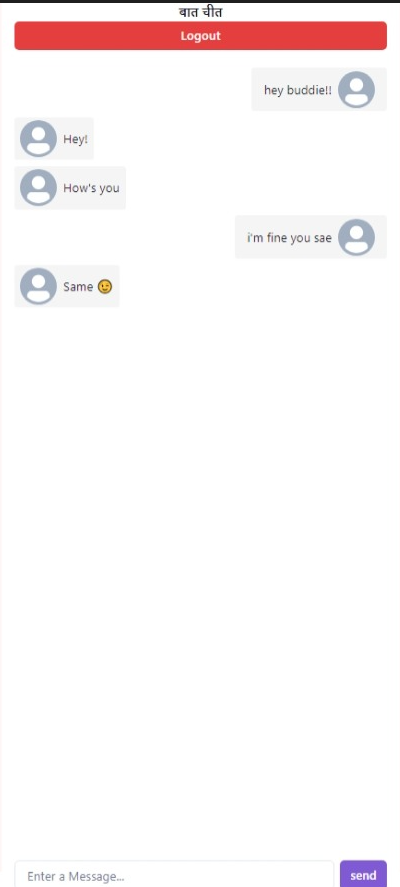 बात चीत
Logout
hey buddie!!
Hey!
How's you
i'm fine you sae
Same 😉
Enter a Message...
send